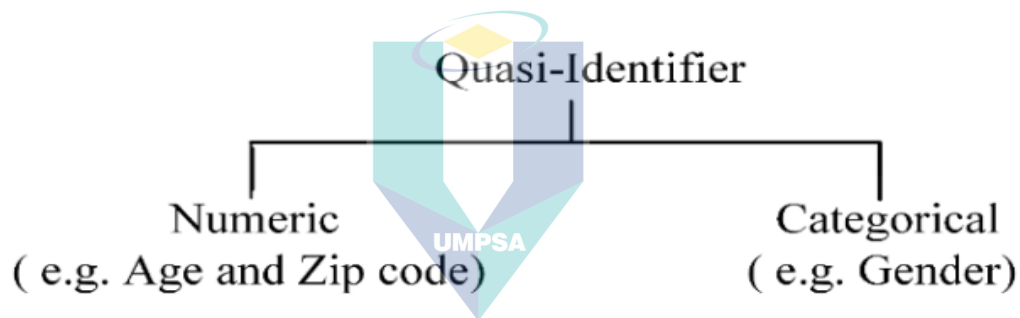 Quasi-Identifier
Numeric
( e.g. Age and Zip code)
Categorical
( e.g. Gender)
UMPSA